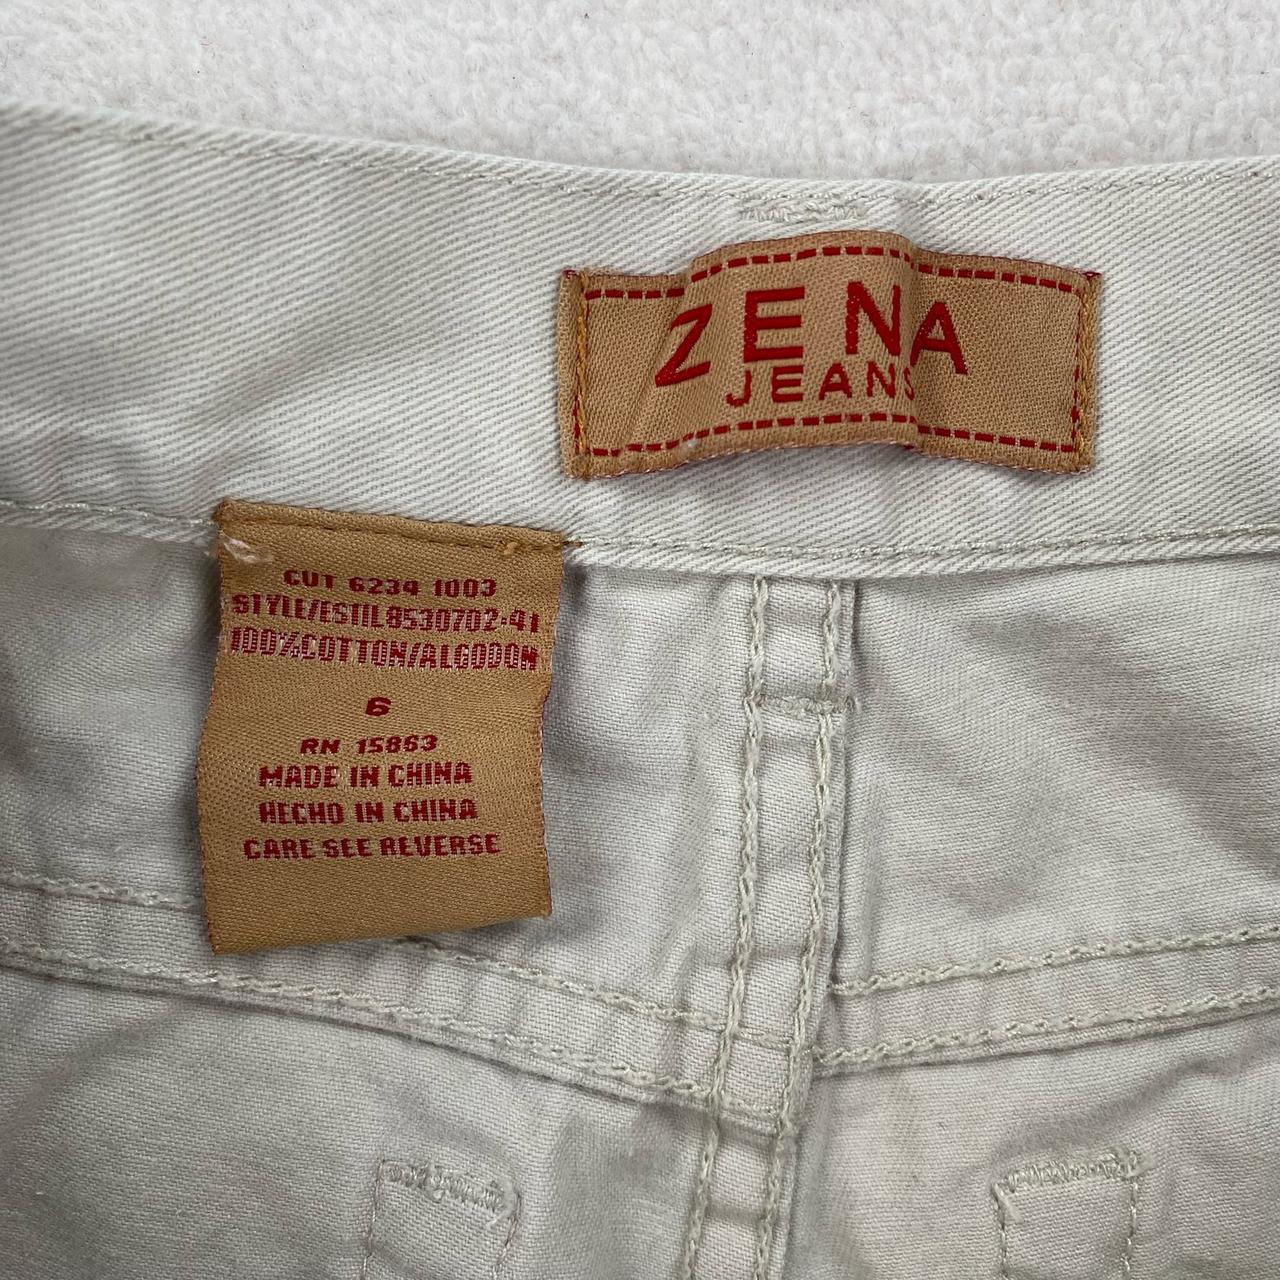 ZENA
JEANS
CUT 6234 1003
STYLE/ESTIL 8530702-41
100%COTTON/ALGODON
6
RN 15863
MADE IN CHINA
HECHO IN CHINA
CARE SEE REVERSE